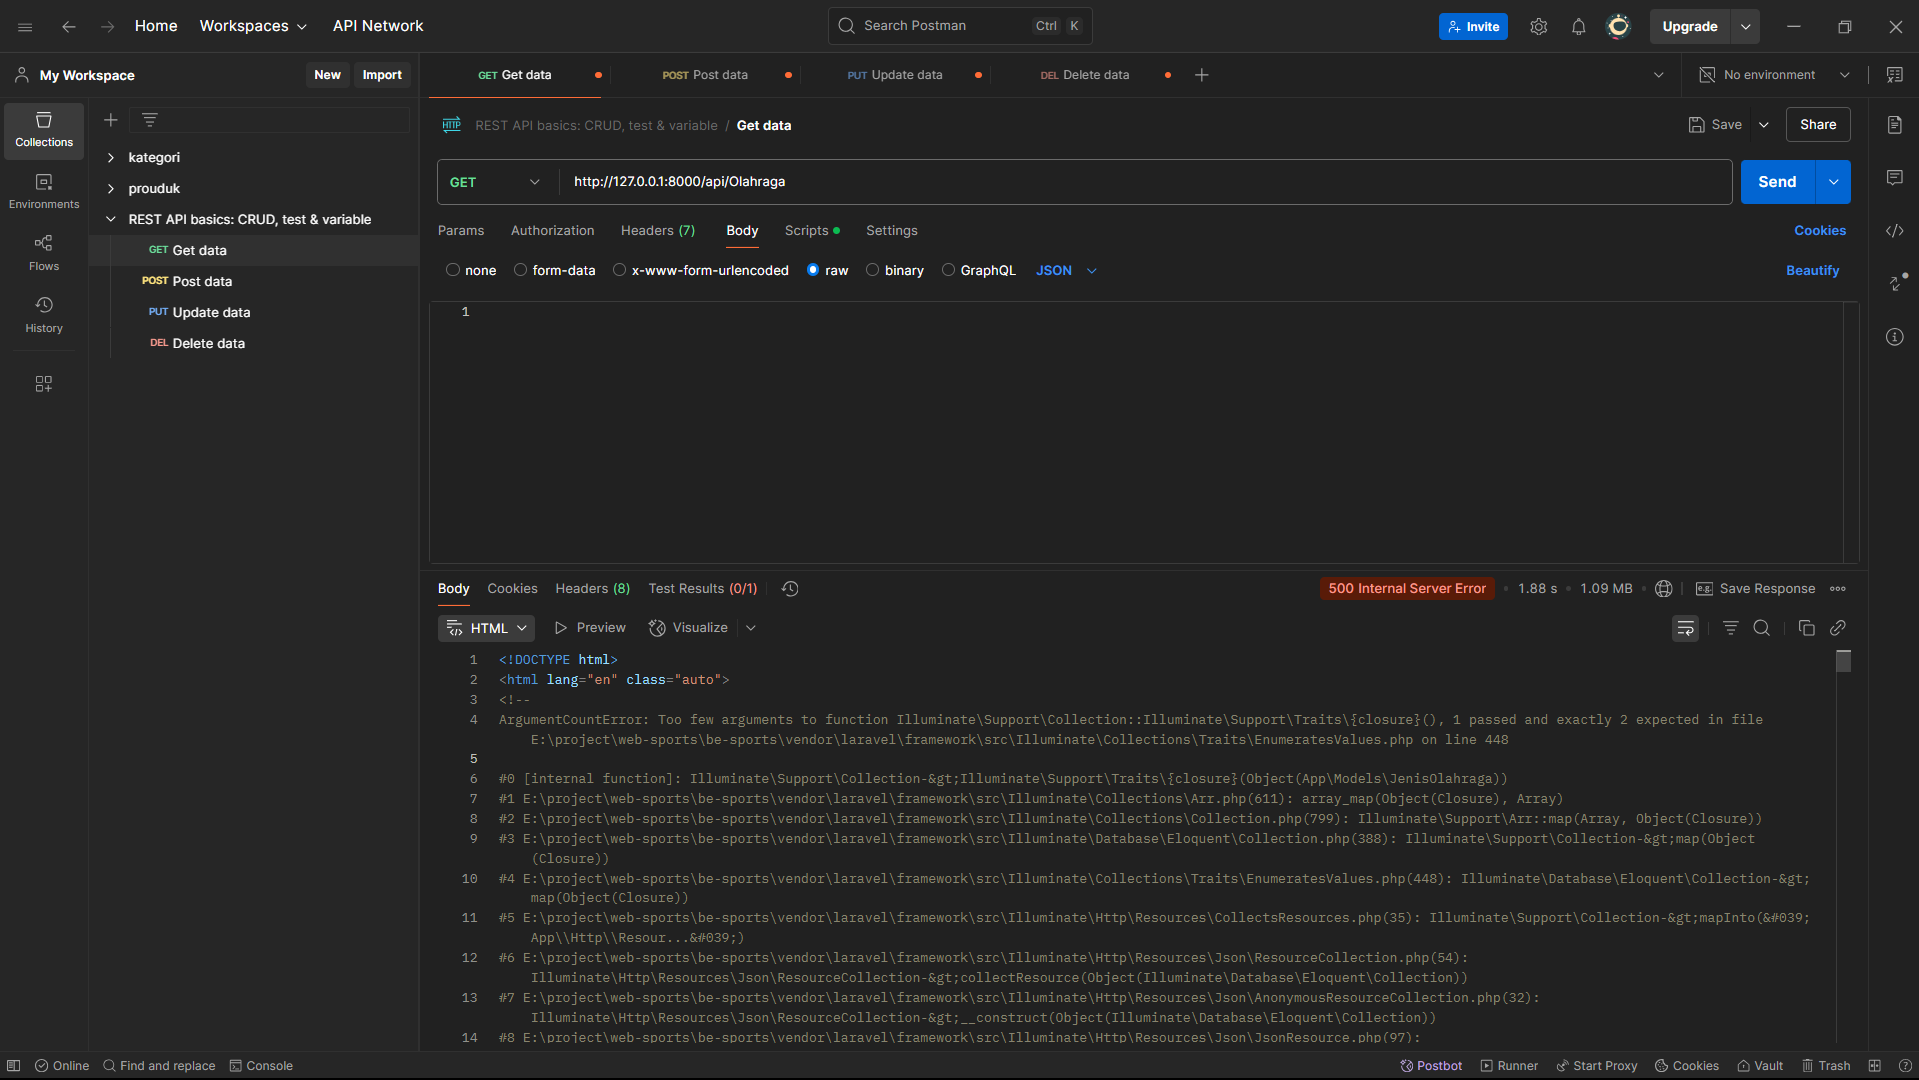 Home
Workspaces
API Network
Search Postman
Ctrl K
Invite
Upgrade
My Workspace
New
Import
GET Get data
POST Post data
PUT Update data
DEL Delete data
No environment
Collections
Environments
Flows
History
kategori
prouduk
REST API basics: CRUD, test & variable
GET Get data
POST Post data
PUT Update data
DEL Delete data
HTTP REST API basics: CRUD, test & variable / Get data
Save
Share
GET
http://127.0.0.1:8000/api/Olahraga
Send
Params Authorization Headers (7) Body Scripts Settings
Cookies
none form-data x-www-form-urlencoded raw binary GraphQL JSON
Beautify
1
Body Cookies Headers (8) Test Results (0/1)
500 Internal Server Error • 1.88 s • 1.09 MB •
e.g. Save Response
HTML Preview Visualize
1 <!DOCTYPE html>
2 <html lang="en" class="auto">
3 <!--
4 ArgumentCountError: Too few arguments to function Illuminate\Support\Collection::Illuminate\Support\Traits\{closure}(), 1 passed and exactly 2 expected in file
E:\project\web-sports\be-sports\vendor\laravel\framework\src\Illuminate\Collections\Traits\EnumeratesValues.php on line 448
5
6 #0 [internal function]: Illuminate\Support\Collection-&gt;Illuminate\Support\Traits\{closure}(Object(App\Models\JenisOlahraga))
7 #1 E:\project\web-sports\be-sports\vendor\laravel\framework\src\Illuminate\Collections\Arr.php(611): array_map(Object(Closure), Array)
8 #2 E:\project\web-sports\be-sports\vendor\laravel\framework\src\Illuminate\Collections\Collection.php(799): Illuminate\Support\Arr::map(Array, Object(Closure))
9 #3 E:\project\web-sports\be-sports\vendor\laravel\framework\src\Illuminate\Database\Eloquent\Collection.php(388): Illuminate\Support\Collection-&gt;map(Object
(Closure))
10 #4 E:\project\web-sports\be-sports\vendor\laravel\framework\src\Illuminate\Collections\Traits\EnumeratesValues.php(448): Illuminate\Database\Eloquent\Collection-&gt;
map(Object(Closure))
11 #5 E:\project\web-sports\be-sports\vendor\laravel\framework\src\Illuminate\Http\Resources\CollectsResources.php(35): Illuminate\Support\Collection-&gt;mapInto(&#039;
App\\Http\\Resour...&#039;)
12 #6 E:\project\web-sports\be-sports\vendor\laravel\framework\src\Illuminate\Http\Resources\Json\ResourceCollection.php(54):
Illuminate\Http\Resources\Json\ResourceCollection-&gt;collectResource(Object(Illuminate\Database\Eloquent\Collection))
13 #7 E:\project\web-sports\be-sports\vendor\laravel\framework\src\Illuminate\Http\Resources\Json\AnonymousResourceCollection.php(32):
Illuminate\Http\Resources\Json\ResourceCollection-&gt;__construct(Object(Illuminate\Database\Eloquent\Collection))
14 #8 E:\project\web-sports\be-sports\vendor\laravel\framework\src\Illuminate\Http\Resources\Json\JsonResource.php(97):
Online
Find and replace
Console
Postbot
Runner
Start Proxy
Cookies
Vault
Trash